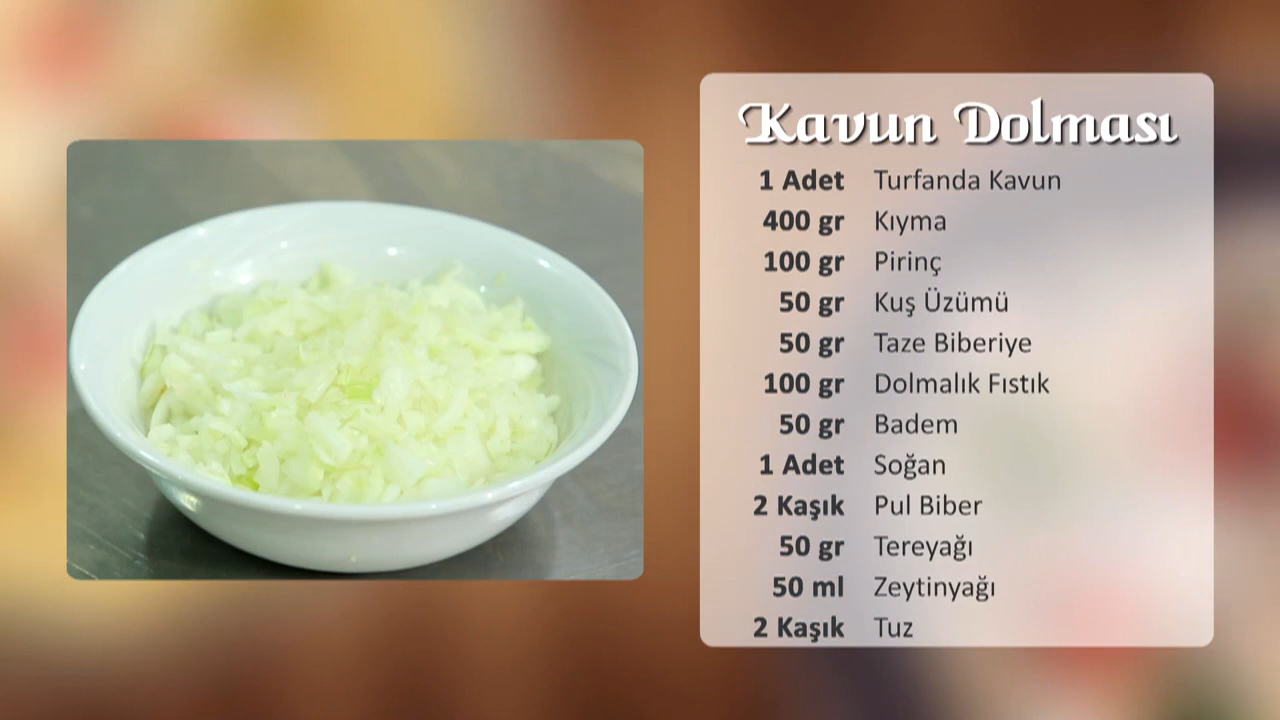 Kavun Dolması
1 Adet Turfanda Kavun
400 gr Kıyma
100 gr Pirinç
50 gr Kuş Üzümü
50 gr Taze Biberiye
100 gr Dolmalık Fıstık
50 gr Badem
1 Adet Soğan
2 Kaşık Pul Biber
50 gr Tereyağı
50 ml Zeytinyağı
2 Kaşık Tuz